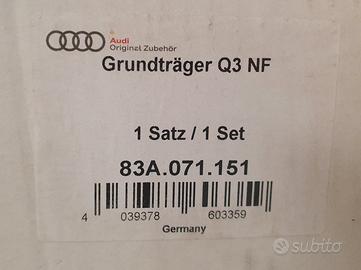 Audi
Original Zubehör
Grundträger Q3 NF
1 Satz / 1 Set
83A.071.151
4 039378 603359
Germany
subito